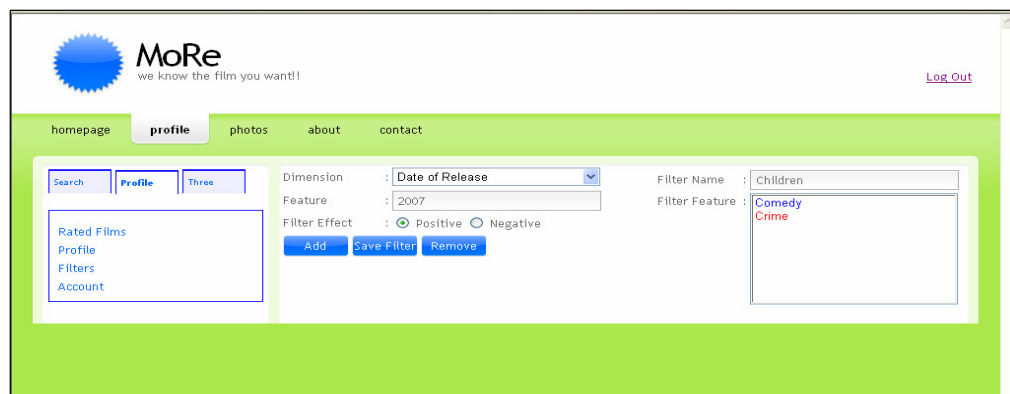 MoRe
we know the film you want!!
Log Out
homepage profile photos about contact
Search Profile Three
Rated Films
Profile
Filters
Account
Dimension : Date of Release
Feature : 2007
Filter Effect : Positive Negative
Add Save Filter Remove
Filter Name : Children
Filter Feature : Comedy
Crime